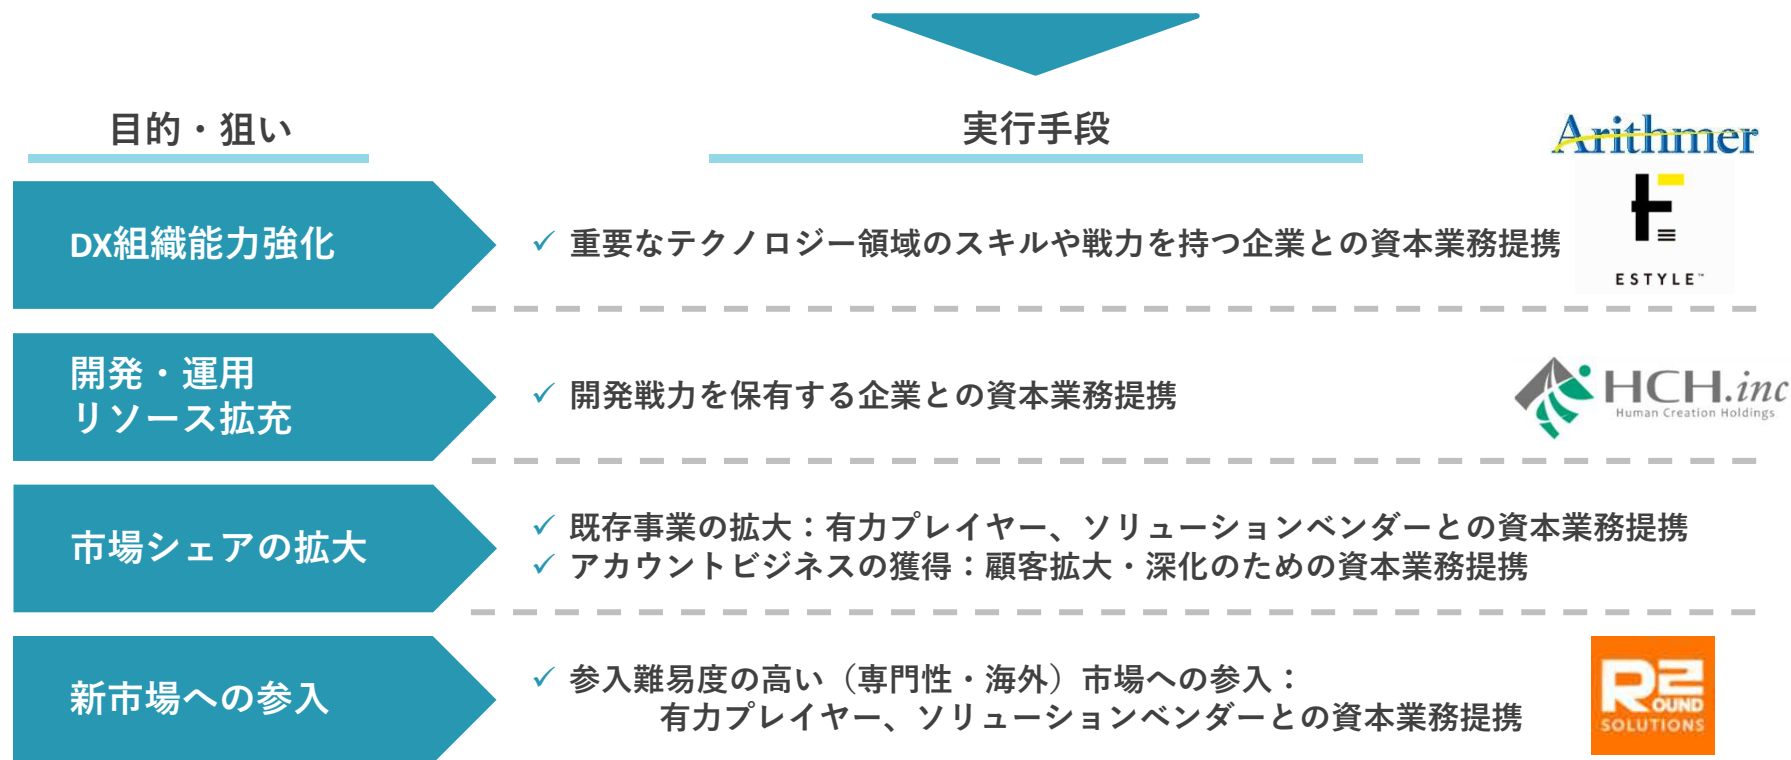 目的・狙い
実行手段
Arithmer
DX組織能力強化
✓ 重要なテクノロジー領域のスキルや戦力を持つ企業との資本業務提携
ESTYLE™
開発・運用
リソース拡充
✓ 開発戦力を保有する企業との資本業務提携
HCH.inc
Human Creation Holdings
市場シェアの拡大
✓ 既存事業の拡大：有力プレイヤー、ソリューションベンダーとの資本業務提携
✓ アカウントビジネスの獲得：顧客拡大・深化のための資本業務提携
新市場への参入
✓ 参入難易度の高い（専門性・海外）市場への参入：
有力プレイヤー、ソリューションベンダーとの資本業務提携
R2
OUND
SOLUTIONS